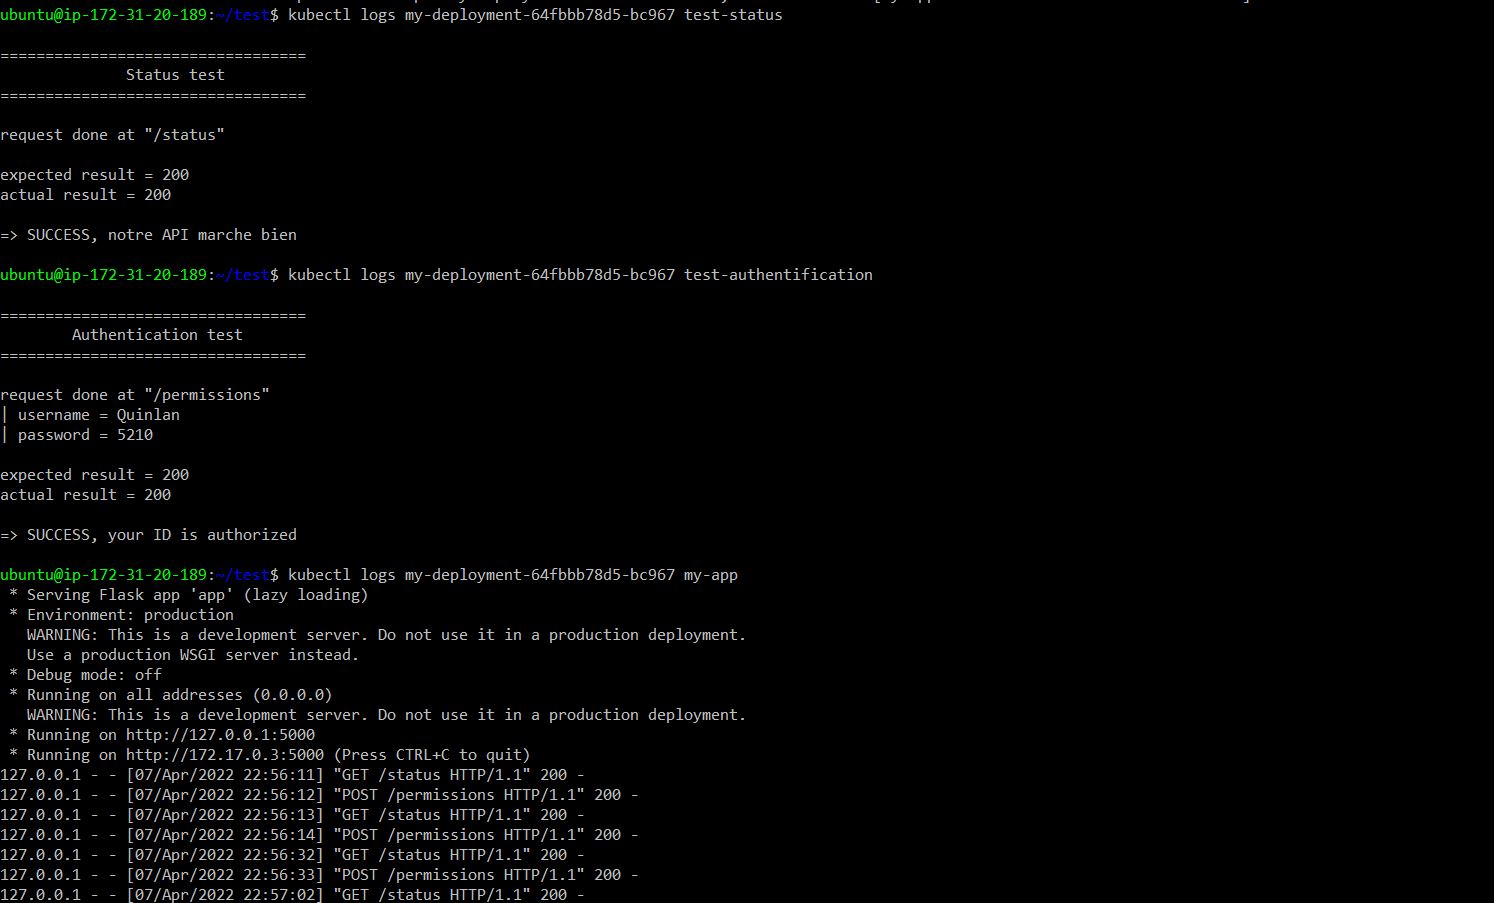 ubuntu@ip-172-31-20-189:~/test$ kubectl logs my-deployment-64fbbb78d5-bc967 test-status
==================================
Status test
==================================
request done at "/status"
expected result = 200
actual result = 200
=> SUCCESS, notre API marche bien
ubuntu@ip-172-31-20-189:~/test$ kubectl logs my-deployment-64fbbb78d5-bc967 test-authentification
==================================
Authentication test
==================================
request done at "/permissions"
| username = Quinlan
| password = 5210
expected result = 200
actual result = 200
=> SUCCESS, your ID is authorized
ubuntu@ip-172-31-20-189:~/test$ kubectl logs my-deployment-64fbbb78d5-bc967 my-app
* Serving Flask app 'app' (lazy loading)
* Environment: production
WARNING: This is a development server. Do not use it in a production deployment.
Use a production WSGI server instead.
* Debug mode: off
* Running on all addresses (0.0.0.0)
WARNING: This is a development server. Do not use it in a production deployment.
* Running on http://127.0.0.1:5000
* Running on http://172.17.0.3:5000 (Press CTRL+C to quit)
127.0.0.1 - - [07/Apr/2022 22:56:11] "GET /status HTTP/1.1" 200 -
127.0.0.1 - - [07/Apr/2022 22:56:12] "POST /permissions HTTP/1.1" 200 -
127.0.0.1 - - [07/Apr/2022 22:56:13] "GET /status HTTP/1.1" 200 -
127.0.0.1 - - [07/Apr/2022 22:56:14] "POST /permissions HTTP/1.1" 200 -
127.0.0.1 - - [07/Apr/2022 22:56:32] "GET /status HTTP/1.1" 200 -
127.0.0.1 - - [07/Apr/2022 22:56:33] "POST /permissions HTTP/1.1" 200 -
127.0.0.1 - - [07/Apr/2022 22:57:02] "GET /status HTTP/1.1" 200 -